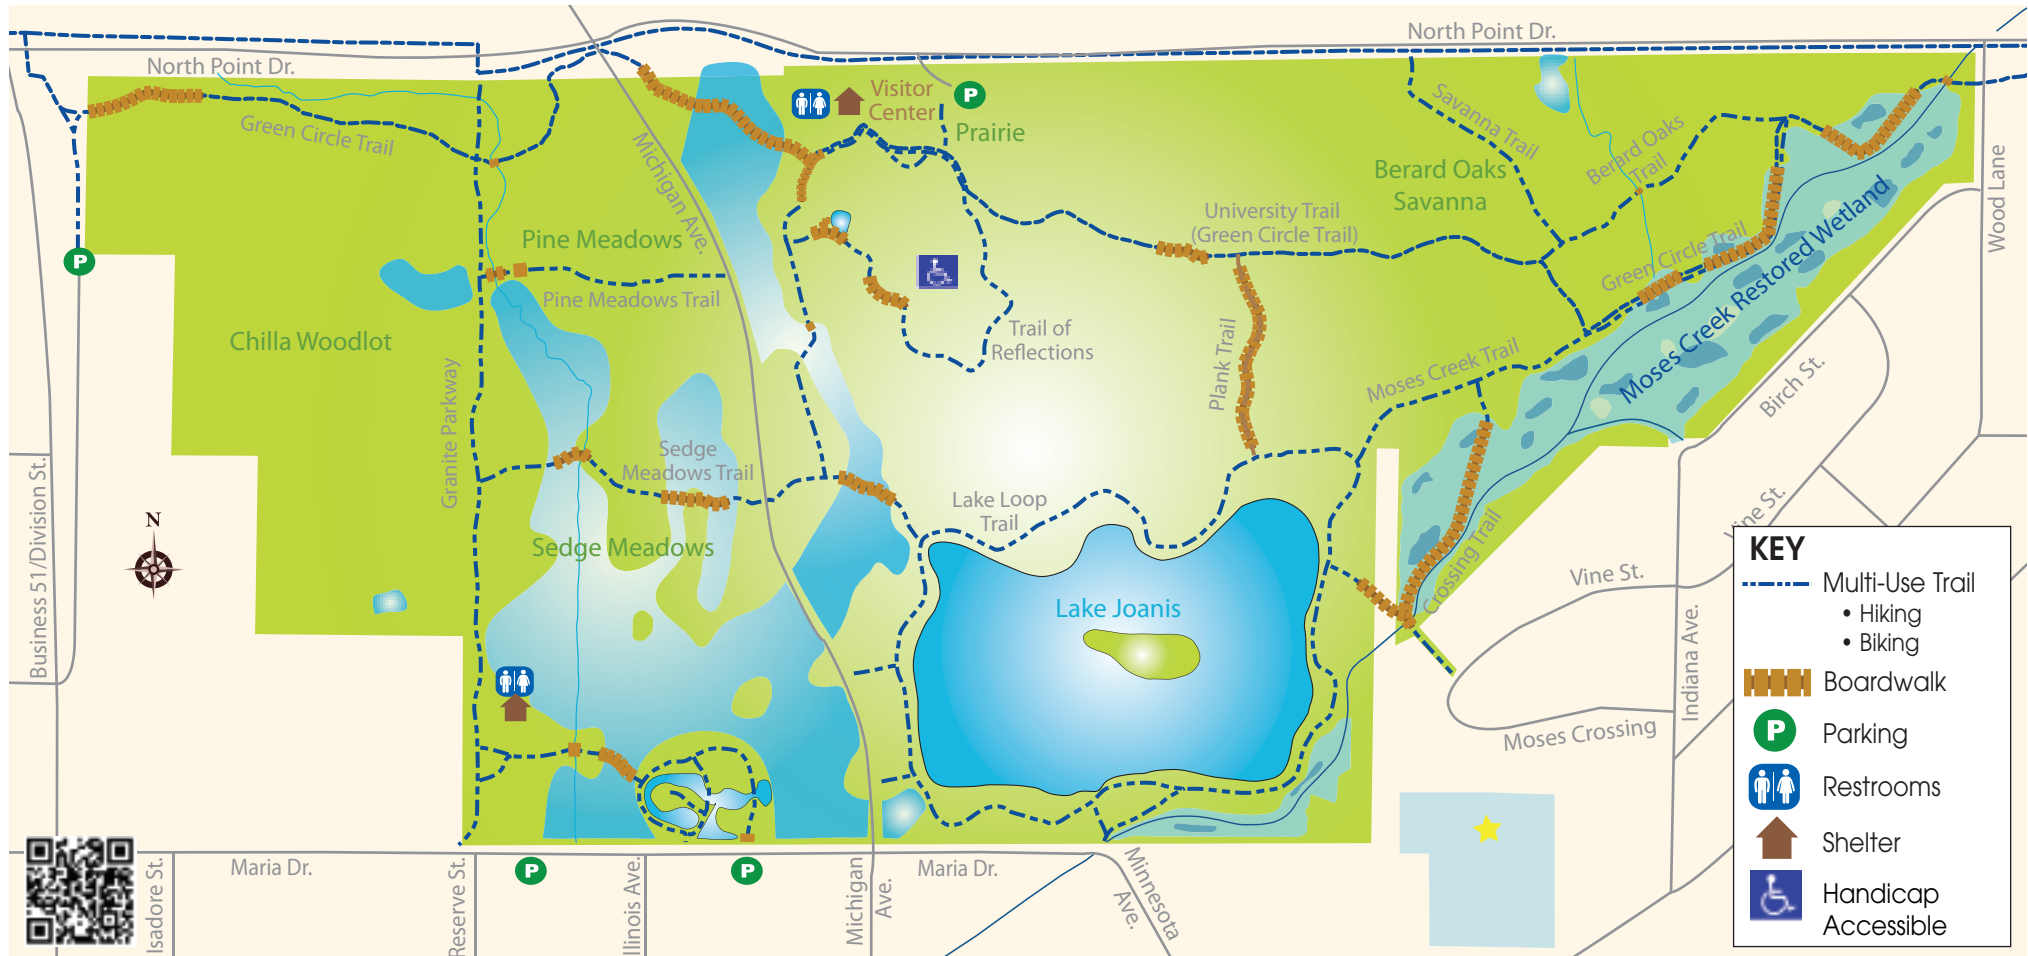 North Point Dr.
North Point Dr.
Green Circle Trail
Visitor
Center
P
Prairie
Savanna Trail
Berard Oaks
Trail
Berard Oaks
Savanna
Michigan Ave.
Wood Lane
P
Pine Meadows
Pine Meadows Trail
University Trail
(Green Circle Trail)
Green Circle Trail
Moses Creek Restored Wetland
Chilla Woodlot
Trail of
Reflections
Plank Trail
Moses Creek Trail
Birch St.
Granite Parkway
Sedge
Meadows Trail
Lake Loop
Trail
Business 51/Division St.
N
Sedge Meadows
Crossing Trail
Vine St.
Vine St.
Lake Joanis
Indiana Ave.
Moses Crossing
KEY
Multi-Use Trail
• Hiking
• Biking
Boardwalk
P
Parking
Restrooms
Shelter
Handicap
Accessible
Isadore St.
Maria Dr.
Reserve St.
P
Illinois Ave.
P
Michigan
Ave.
Maria Dr.
Minnesota
Ave.